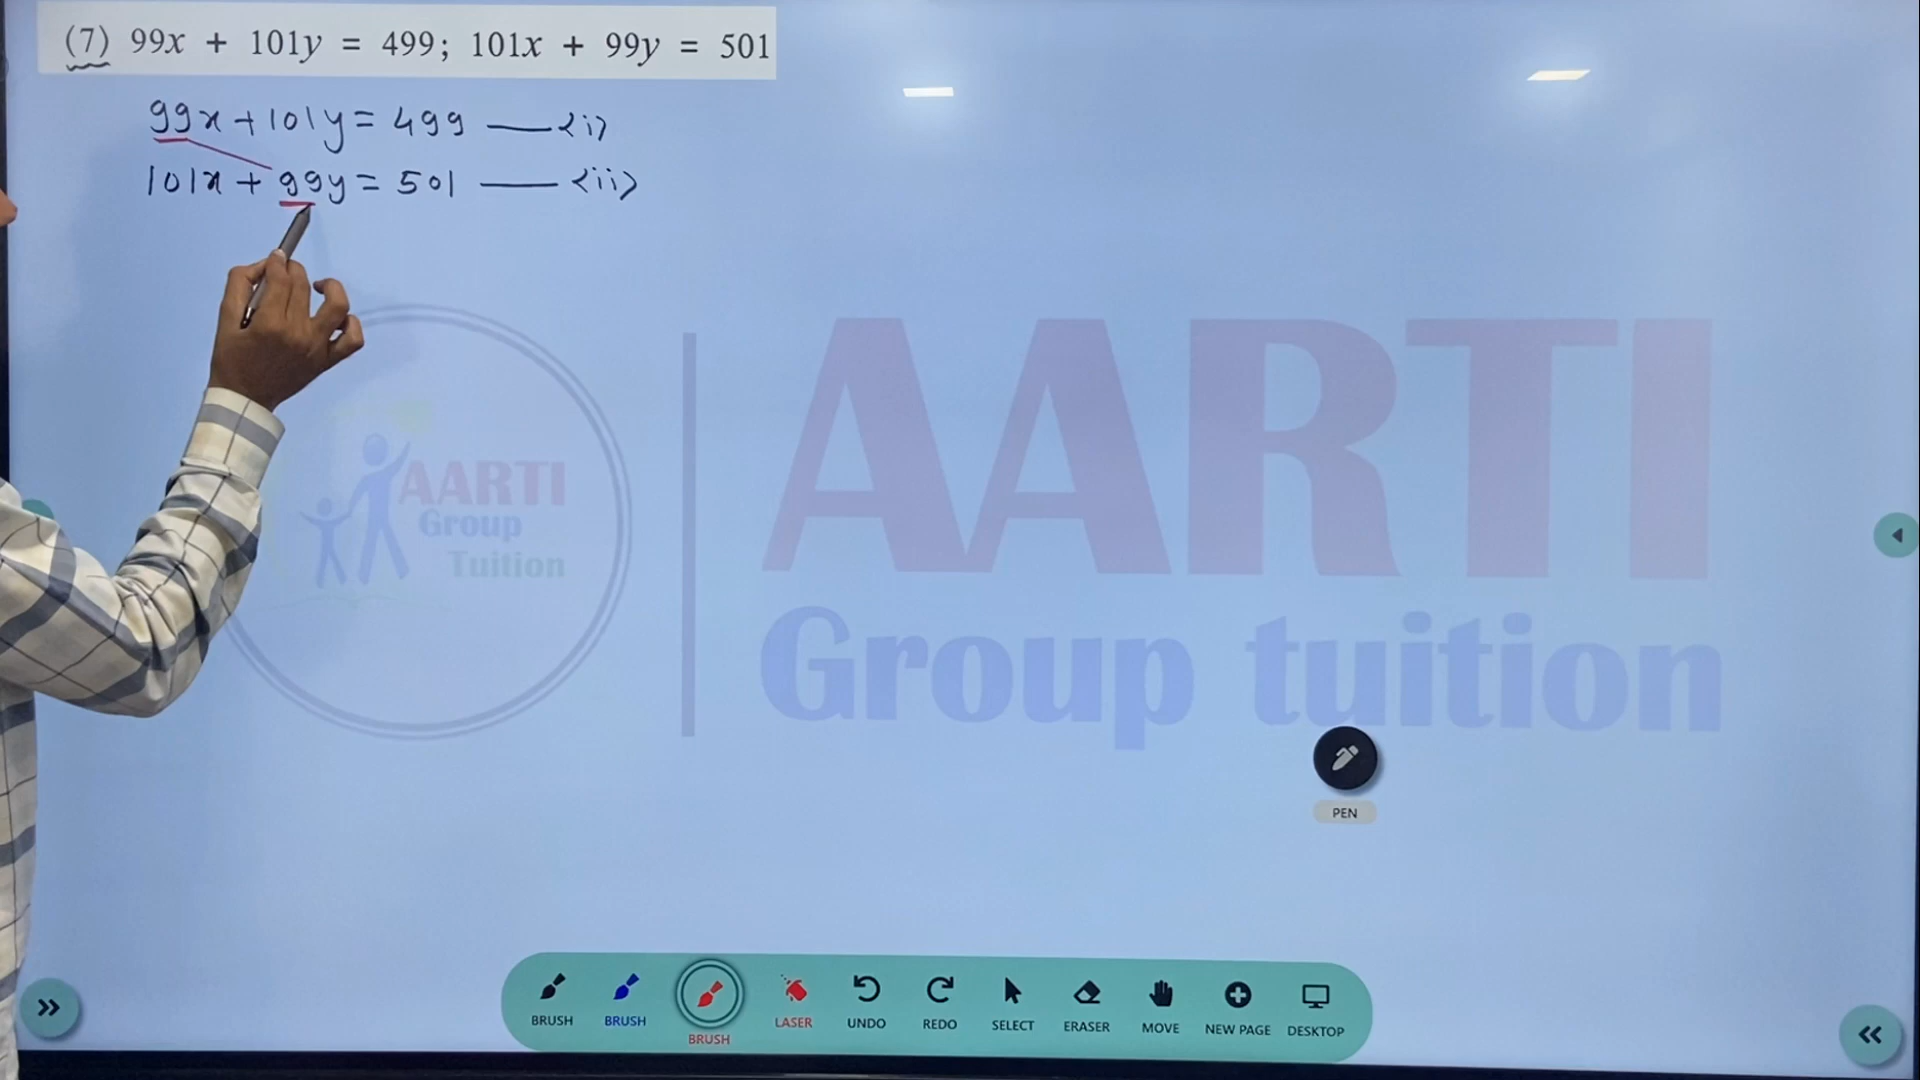 (7) 99x + 101y = 499; 101x + 99y = 501
99x + 101y = 499 —— <i>
101x + 99y = 501 —— <ii>
AARTI
Group
Tuition
AARTI
Group tuition
PEN
BRUSH
BRUSH
BRUSH
LASER
UNDO
REDO
SELECT
ERASER
MOVE
NEW PAGE
DESKTOP